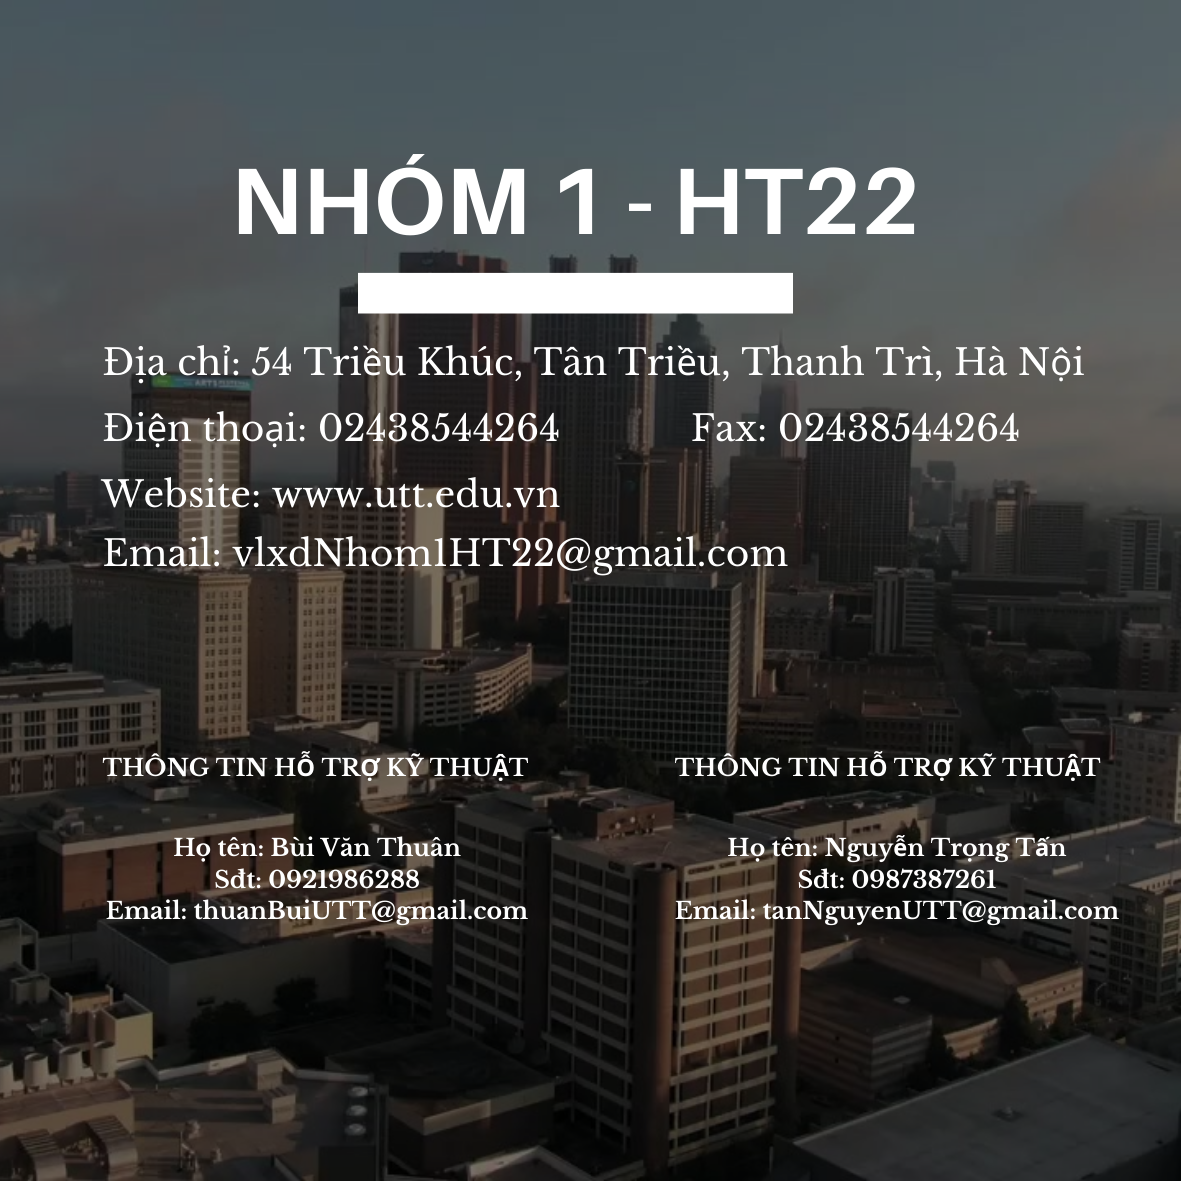 NHÓM 1 - HT22
Địa chỉ: 54 Triều Khúc, Tân Triều, Thanh Trì, Hà Nội
Điện thoại: 02438544264 Fax: 02438544264
Website: www.utt.edu.vn
Email: vlxdNhom1HT22@gmail.com
THÔNG TIN HỖ TRỢ KỸ THUẬT
Họ tên: Bùi Văn Thuân
Sđt: 0921986288
Email: thuanBuiUTT@gmail.com
THÔNG TIN HỖ TRỢ KỸ THUẬT
Họ tên: Nguyễn Trọng Tấn
Sđt: 0987387261
Email: tanNguyenUTT@gmail.com